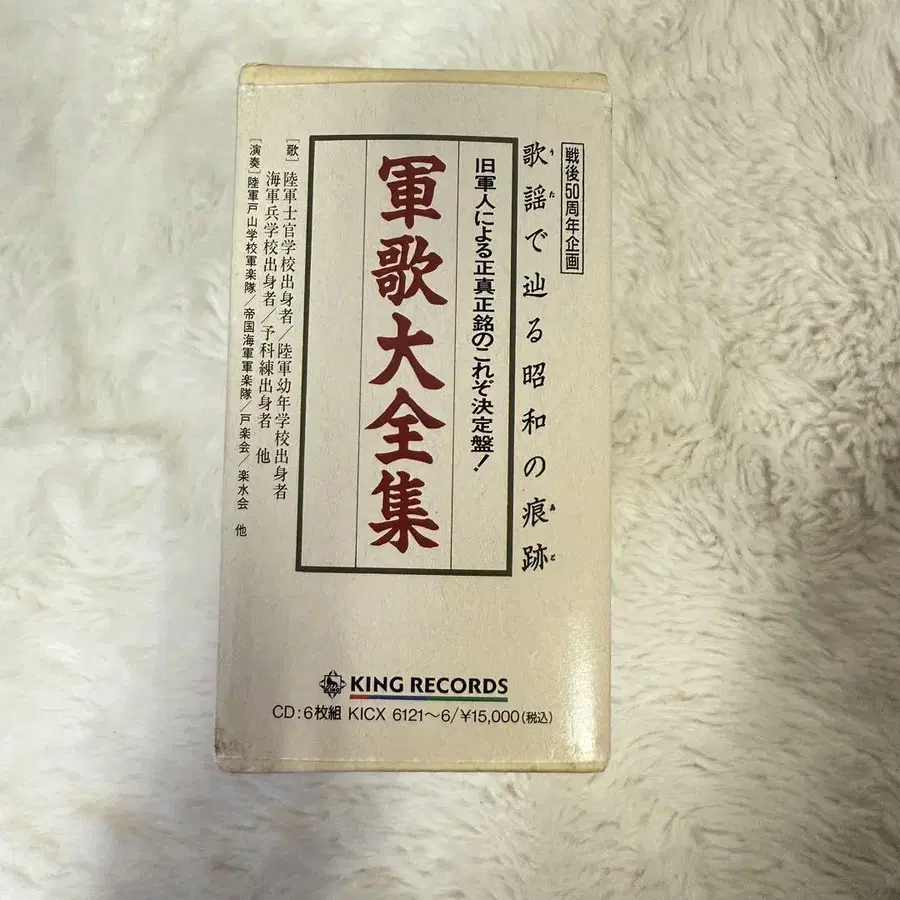 戦後50周年企画
歌謡で辿る昭和の痕跡
うた
あと
旧軍人による正真正銘のこれぞ決定盤!
軍歌大全集
[歌]陸軍士官学校出身者/陸軍幼年学校出身者
海軍兵学校出身者/予科練出身者 他
[演奏]陸軍戸山学校軍楽隊/帝国海軍軍楽隊/戸楽会/楽水会 他
KING RECORDS
CD:6枚組 KICX 6121〜6/¥15,000(税込)